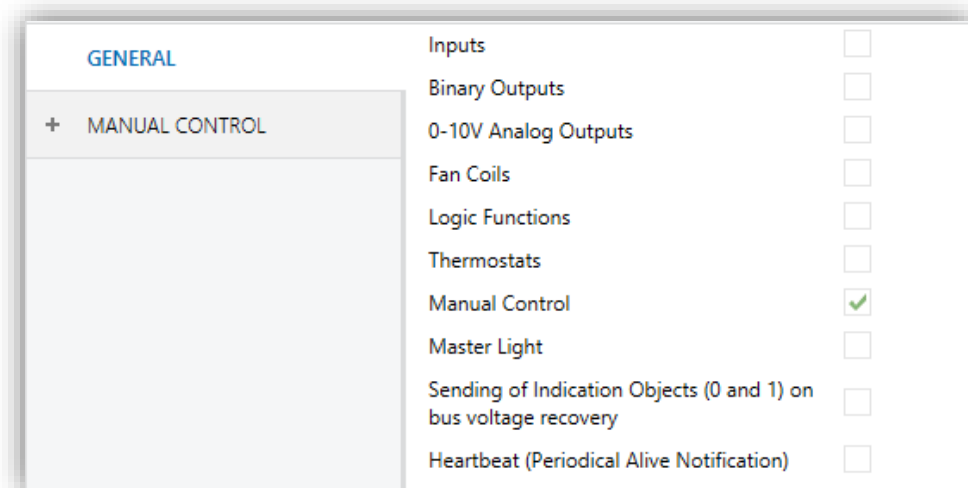 GENERAL
+ MANUAL CONTROL
Inputs
Binary Outputs
0-10V Analog Outputs
Fan Coils
Logic Functions
Thermostats
Manual Control
Master Light
Sending of Indication Objects (0 and 1) on
bus voltage recovery
Heartbeat (Periodical Alive Notification)